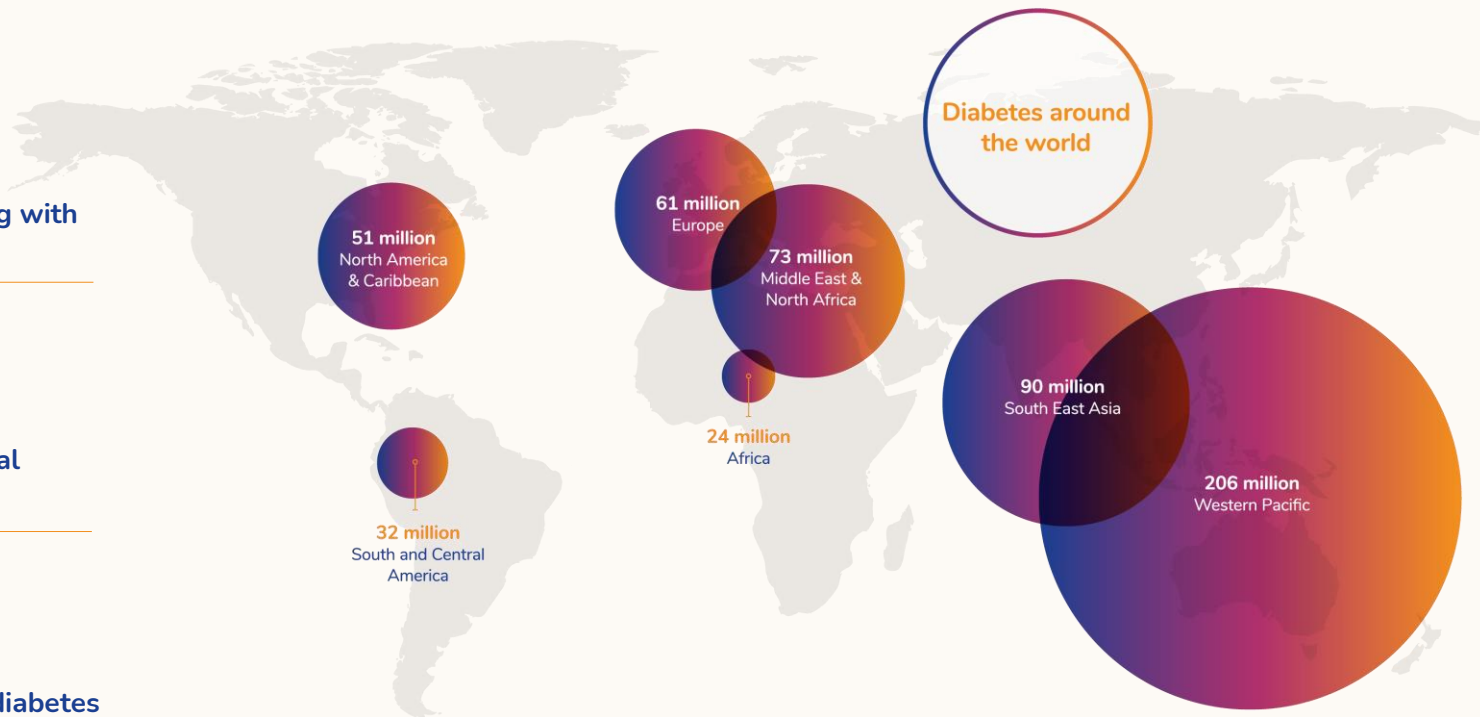 g with
al
diabetes
Diabetes around
the world
51 million
North America
& Caribbean
61 million
Europe
73 million
Middle East &
North Africa
24 million
Africa
32 million
South and Central
America
90 million
South East Asia
206 million
Western Pacific